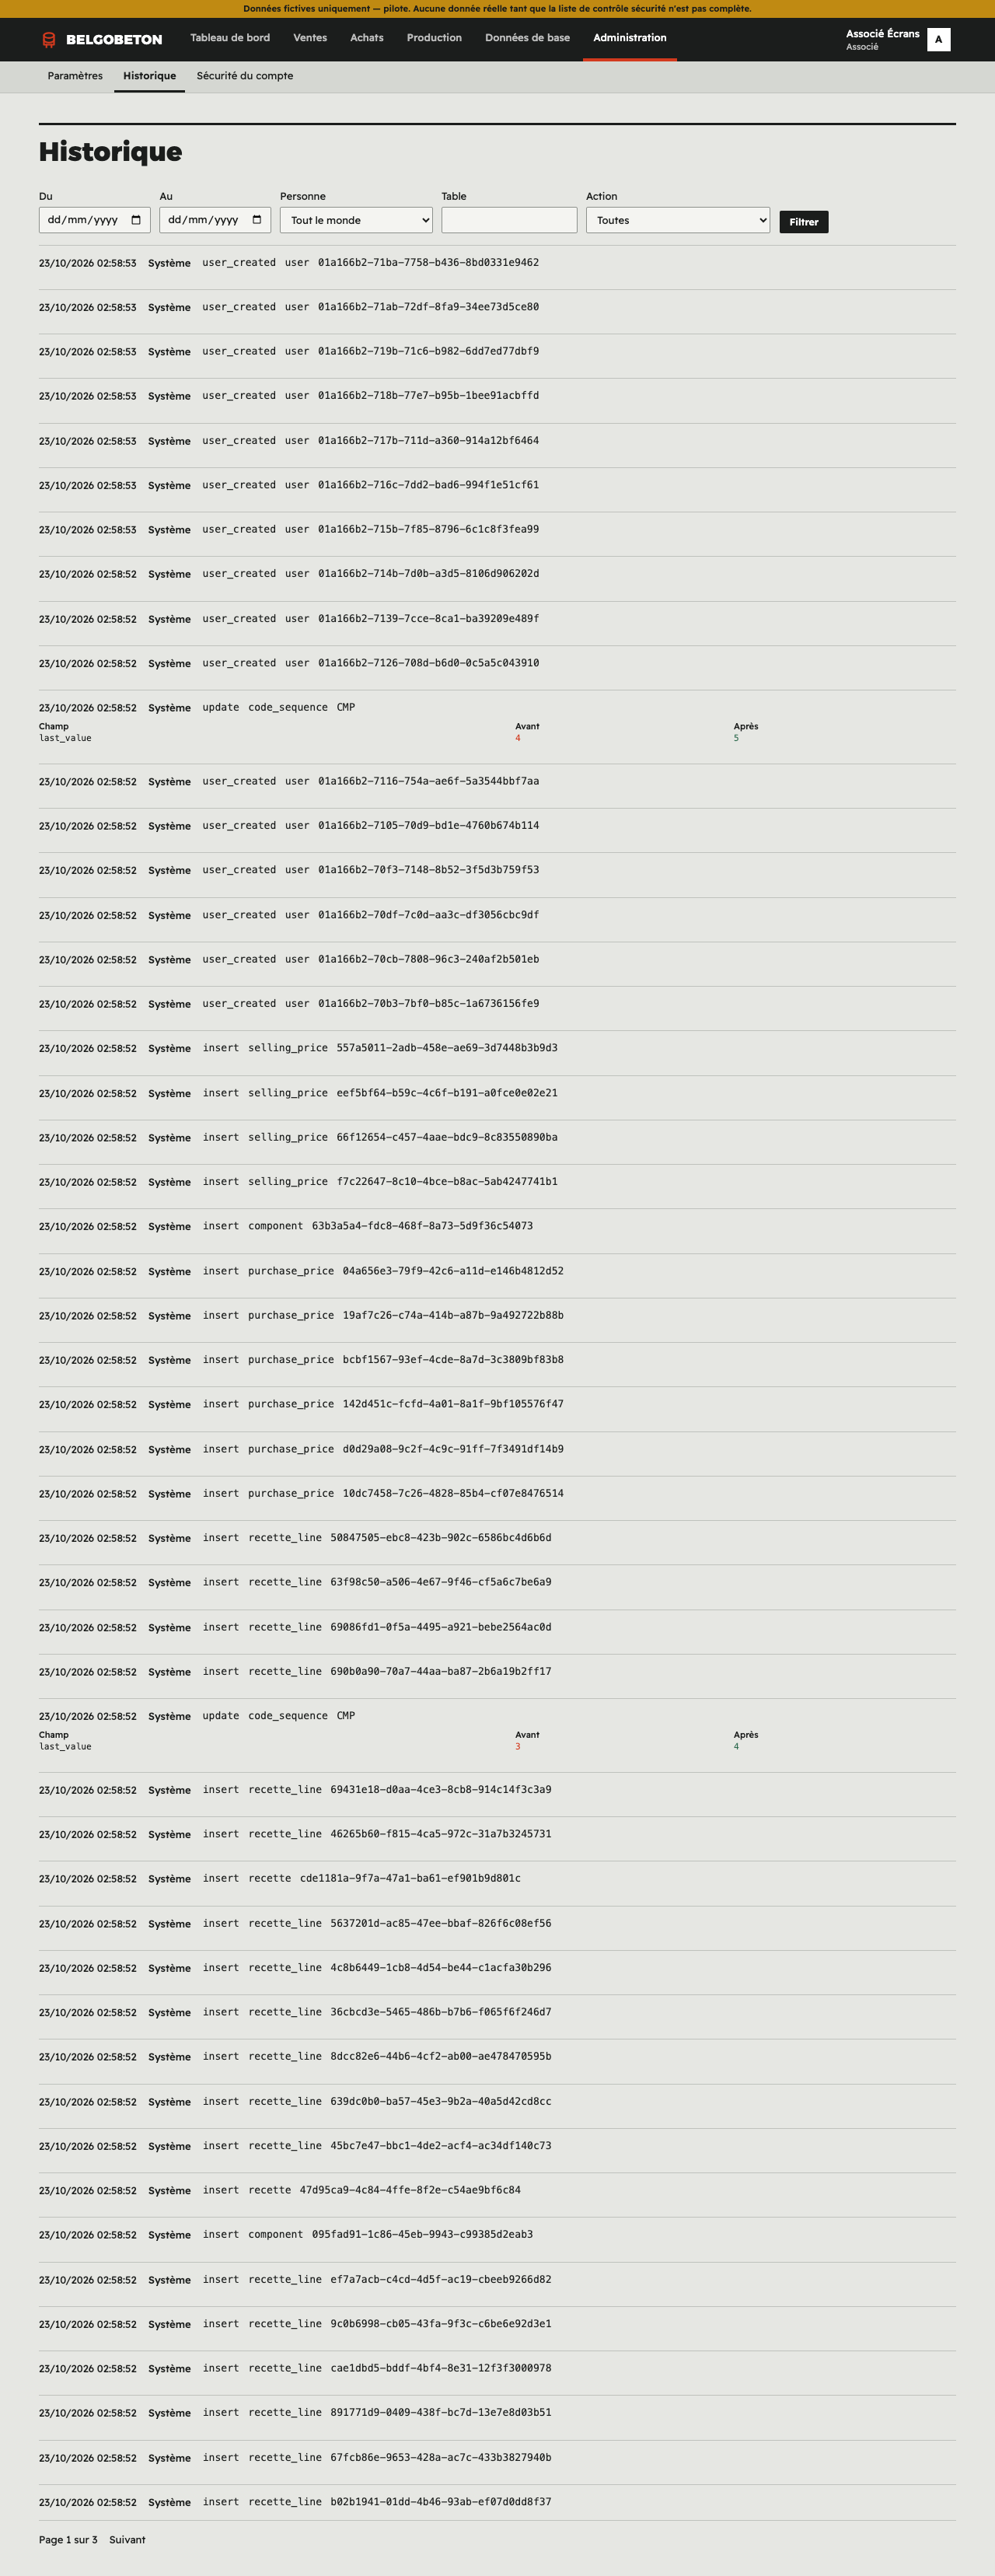 Données fictives uniquement — pilote. Aucune donnée réelle tant que la liste de contrôle sécurité n'est pas complète.
BELGOBETON Tableau de bord Ventes Achats Production Données de base Administration Associé Écrans A
Associé
Paramètres Historique Sécurité du compte
Historique
Du Au Personne Table Action
dd/mm/yyyy dd/mm/yyyy Tout le monde Toutes Filtrer
23/10/2026 02:58:53 Système user_created user 01a166b2-71ba-7758-b436-8bd0331e9462
23/10/2026 02:58:53 Système user_created user 01a166b2-71ab-72df-8fa9-34ee73d5ce80
23/10/2026 02:58:53 Système user_created user 01a166b2-719b-71c6-b982-6dd7ed77dbf9
23/10/2026 02:58:53 Système user_created user 01a166b2-718b-77e7-b95b-1bee91acbffd
23/10/2026 02:58:53 Système user_created user 01a166b2-717b-711d-a360-914a12bf6464
23/10/2026 02:58:53 Système user_created user 01a166b2-716c-7dd2-bad6-994f1e51cf61
23/10/2026 02:58:53 Système user_created user 01a166b2-715b-7f85-8796-6c1c8f3fea99
23/10/2026 02:58:52 Système user_created user 01a166b2-714b-7d0b-a3d5-8106d906202d
23/10/2026 02:58:52 Système user_created user 01a166b2-7139-7cce-8ca1-ba39209e489f
23/10/2026 02:58:52 Système user_created user 01a166b2-7126-708d-b6d0-0c5a5c043910
23/10/2026 02:58:52 Système update code_sequence CMP
Champ Avant Après
last_value 4 5
23/10/2026 02:58:52 Système user_created user 01a166b2-7116-754a-ae6f-5a3544bbf7aa
23/10/2026 02:58:52 Système user_created user 01a166b2-7105-70d9-bd1e-4760b674b114
23/10/2026 02:58:52 Système user_created user 01a166b2-70f3-7148-8b52-3f5d3b759f53
23/10/2026 02:58:52 Système user_created user 01a166b2-70df-7c0d-aa3c-df3056cbc9df
23/10/2026 02:58:52 Système user_created user 01a166b2-70cb-7808-96c3-240af2b501eb
23/10/2026 02:58:52 Système user_created user 01a166b2-70b3-7bf0-b85c-1a6736156fe9
23/10/2026 02:58:52 Système insert selling_price 557a5011-2adb-458e-ae69-3d7448b3b9d3
23/10/2026 02:58:52 Système insert selling_price eef5bf64-b59c-4c6f-b191-a0fce0e02e21
23/10/2026 02:58:52 Système insert selling_price 66f12654-c457-4aae-bdc9-8c83550890ba
23/10/2026 02:58:52 Système insert selling_price f7c22647-8c10-4bce-b8ac-5ab4247741b1
23/10/2026 02:58:52 Système insert component 63b3a5a4-fdc8-468f-8a73-5d9f36c54073
23/10/2026 02:58:52 Système insert purchase_price 04a656e3-79f9-42c6-a11d-e146b4812d52
23/10/2026 02:58:52 Système insert purchase_price 19af7c26-c74a-414b-a87b-9a492722b88b
23/10/2026 02:58:52 Système insert purchase_price bcbf1567-93ef-4cde-8a7d-3c3809bf83b8
23/10/2026 02:58:52 Système insert purchase_price 142d451c-fcfd-4a01-8a1f-9bf105576f47
23/10/2026 02:58:52 Système insert purchase_price d0d29a08-9c2f-4c9c-91ff-7f3491df14b9
23/10/2026 02:58:52 Système insert purchase_price 10dc7458-7c26-4828-85b4-cf07e8476514
23/10/2026 02:58:52 Système insert recette_line 50847505-ebc8-423b-902c-6586bc4d6b6d
23/10/2026 02:58:52 Système insert recette_line 63f98c50-a506-4e67-9f46-cf5a6c7be6a9
23/10/2026 02:58:52 Système insert recette_line 69086fd1-0f5a-4495-a921-bebe2564ac0d
23/10/2026 02:58:52 Système insert recette_line 690b0a90-70a7-44aa-ba87-2b6a19b2ff17
23/10/2026 02:58:52 Système update code_sequence CMP
Champ Avant Après
last_value 3 4
23/10/2026 02:58:52 Système insert recette_line 69431e18-d0aa-4ce3-8cb8-914c14f3c3a9
23/10/2026 02:58:52 Système insert recette_line 46265b60-f815-4ca5-972c-31a7b3245731
23/10/2026 02:58:52 Système insert recette cde1181a-9f7a-47a1-ba61-ef901b9d801c
23/10/2026 02:58:52 Système insert recette_line 5637201d-ac85-47ee-bbaf-826f6c08ef56
23/10/2026 02:58:52 Système insert recette_line 4c8b6449-1cb8-4d54-be44-c1acfa30b296
23/10/2026 02:58:52 Système insert recette_line 36cbcd3e-5465-486b-b7b6-f065f6f246d7
23/10/2026 02:58:52 Système insert recette_line 8dcc82e6-44b6-4cf2-ab00-ae478470595b
23/10/2026 02:58:52 Système insert recette_line 639dc0b0-ba57-45e3-9b2a-40a5d42cd8cc
23/10/2026 02:58:52 Système insert recette_line 45bc7e47-bbc1-4de2-acf4-ac34df140c73
23/10/2026 02:58:52 Système insert recette 47d95ca9-4c84-4ffe-8f2e-c54ae9bf6c84
23/10/2026 02:58:52 Système insert component 095fad91-1c86-45eb-9943-c99385d2eab3
23/10/2026 02:58:52 Système insert recette_line ef7a7acb-c4cd-4d5f-ac19-cbeeb9266d82
23/10/2026 02:58:52 Système insert recette_line 9c0b6998-cb05-43fa-9f3c-c6be6e92d3e1
23/10/2026 02:58:52 Système insert recette_line cae1dbd5-bddf-4bf4-8e31-12f3f3000978
23/10/2026 02:58:52 Système insert recette_line 891771d9-0409-438f-bc7d-13e7e8d03b51
23/10/2026 02:58:52 Système insert recette_line 67fcb86e-9653-428a-ac7c-433b3827940b
23/10/2026 02:58:52 Système insert recette_line b02b1941-01dd-4b46-93ab-ef07d0dd8f37
Page 1 sur 3 Suivant